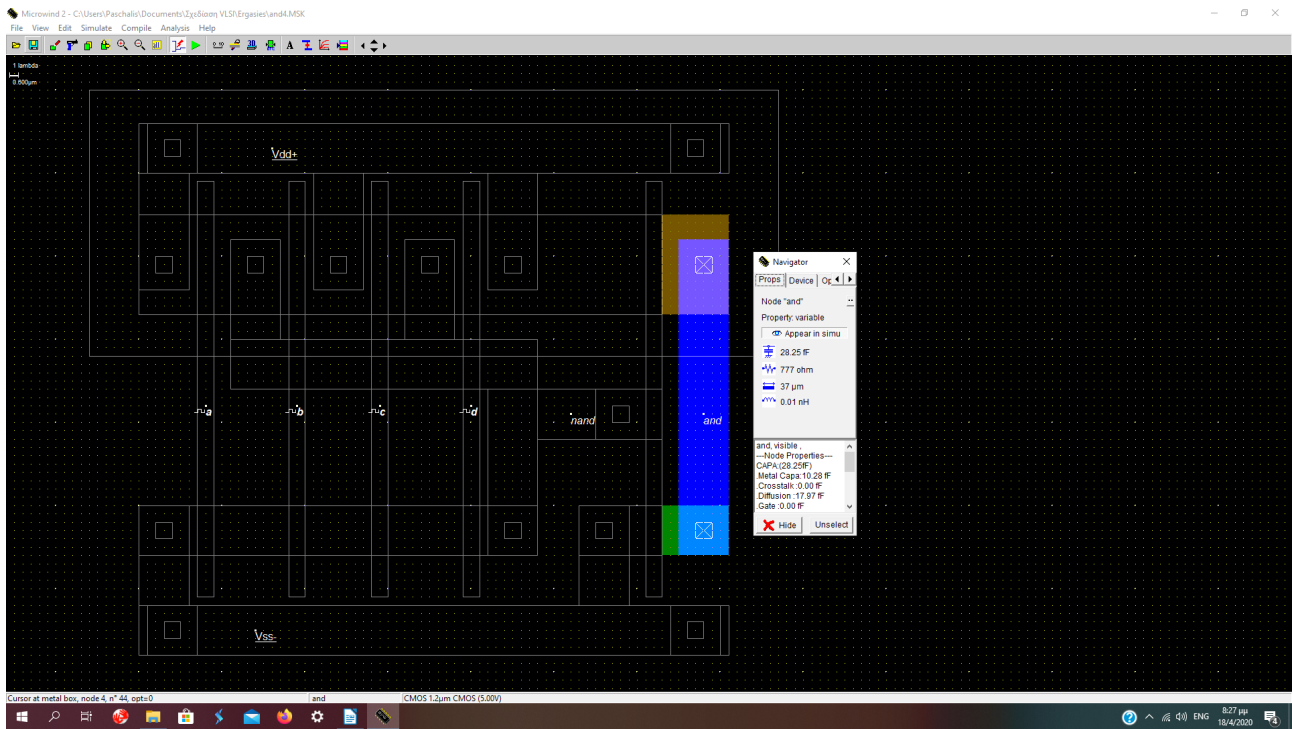 Microwind 2 - C:\Users\Paschalis\Documents\Σχεδίαση VLSI\Ergasies\and4.MSK
File View Edit Simulate Compile Analysis Help
1 lambda
0.600µm
Vdd+
Navigator
Props Device Op
Node "and"
Property: variable
Appear in simu
28.25 fF
777 ohm
37 µm
0.01 nH
a b c d nand and
and, visible ,
---Node Properties---
CAPA:(28.25fF)
.Metal Capa:10.28 fF
.Crosstalk :0.00 fF
.Diffusion :17.97 fF
.Gate :0.00 fF
Hide Unselect
Vss-
Cursor at metal box, node 4, n° 44, opt=0 and CMOS 1.2µm CMOS (5.00V)
ENG 8:27 μμ
18/4/2020